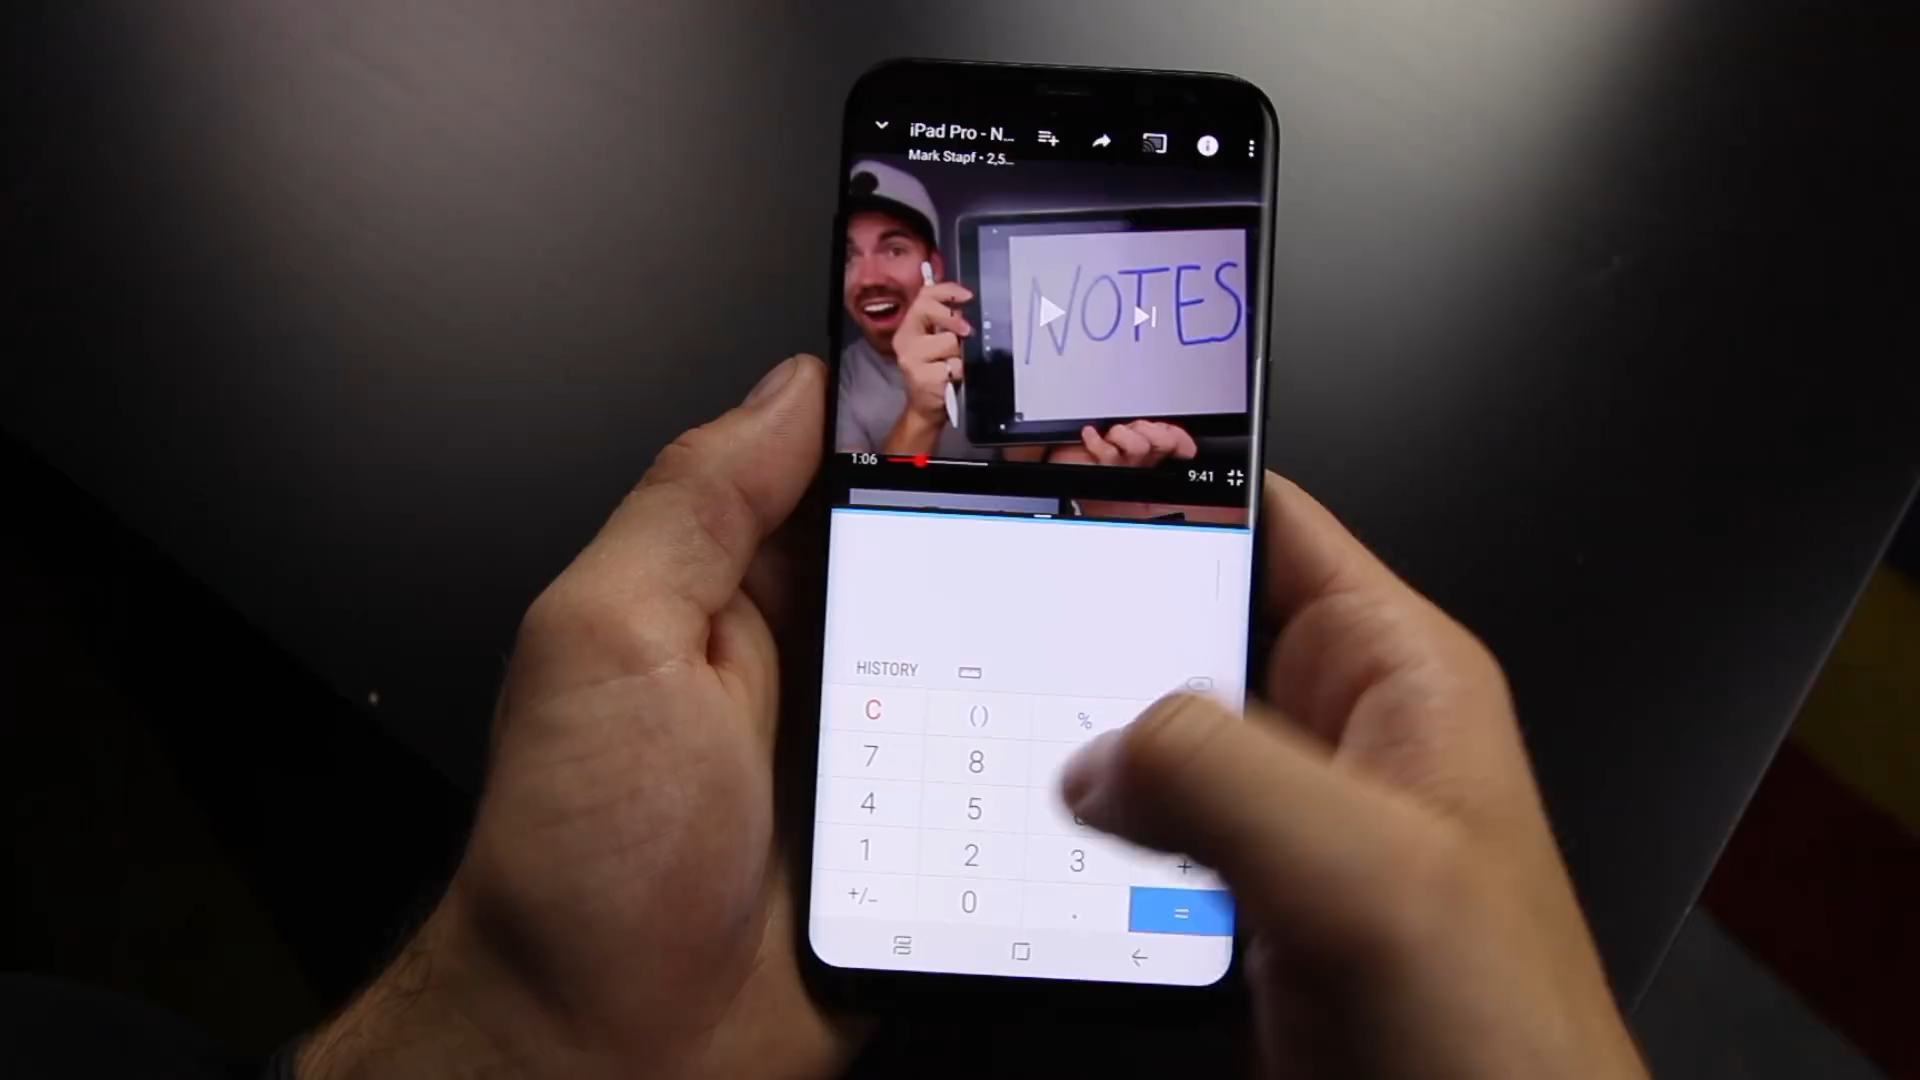 iPad Pro - N...
Mark Stapf • 2,5...
NOTES
1:06
9:41
HISTORY
C ( ) %
7 8
4 5
1 2 3 +
+/− 0 . =